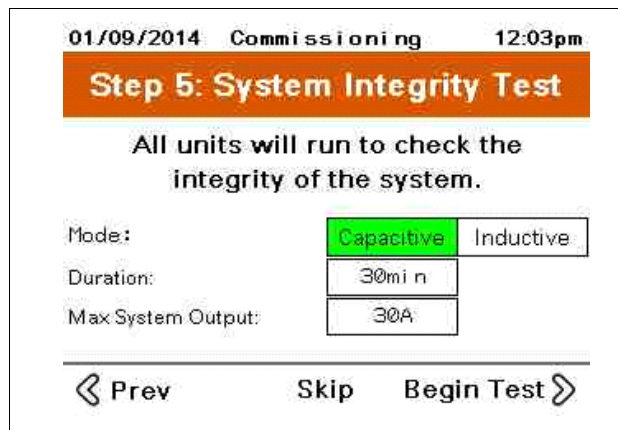 01/09/2014 Commissioning 12:03pm
Step 5: System Integrity Test
All units will run to check the
integrity of the system.
Mode: Capacitive Inductive
Duration: 30min
Max System Output: 30A
Prev Skip Begin Test